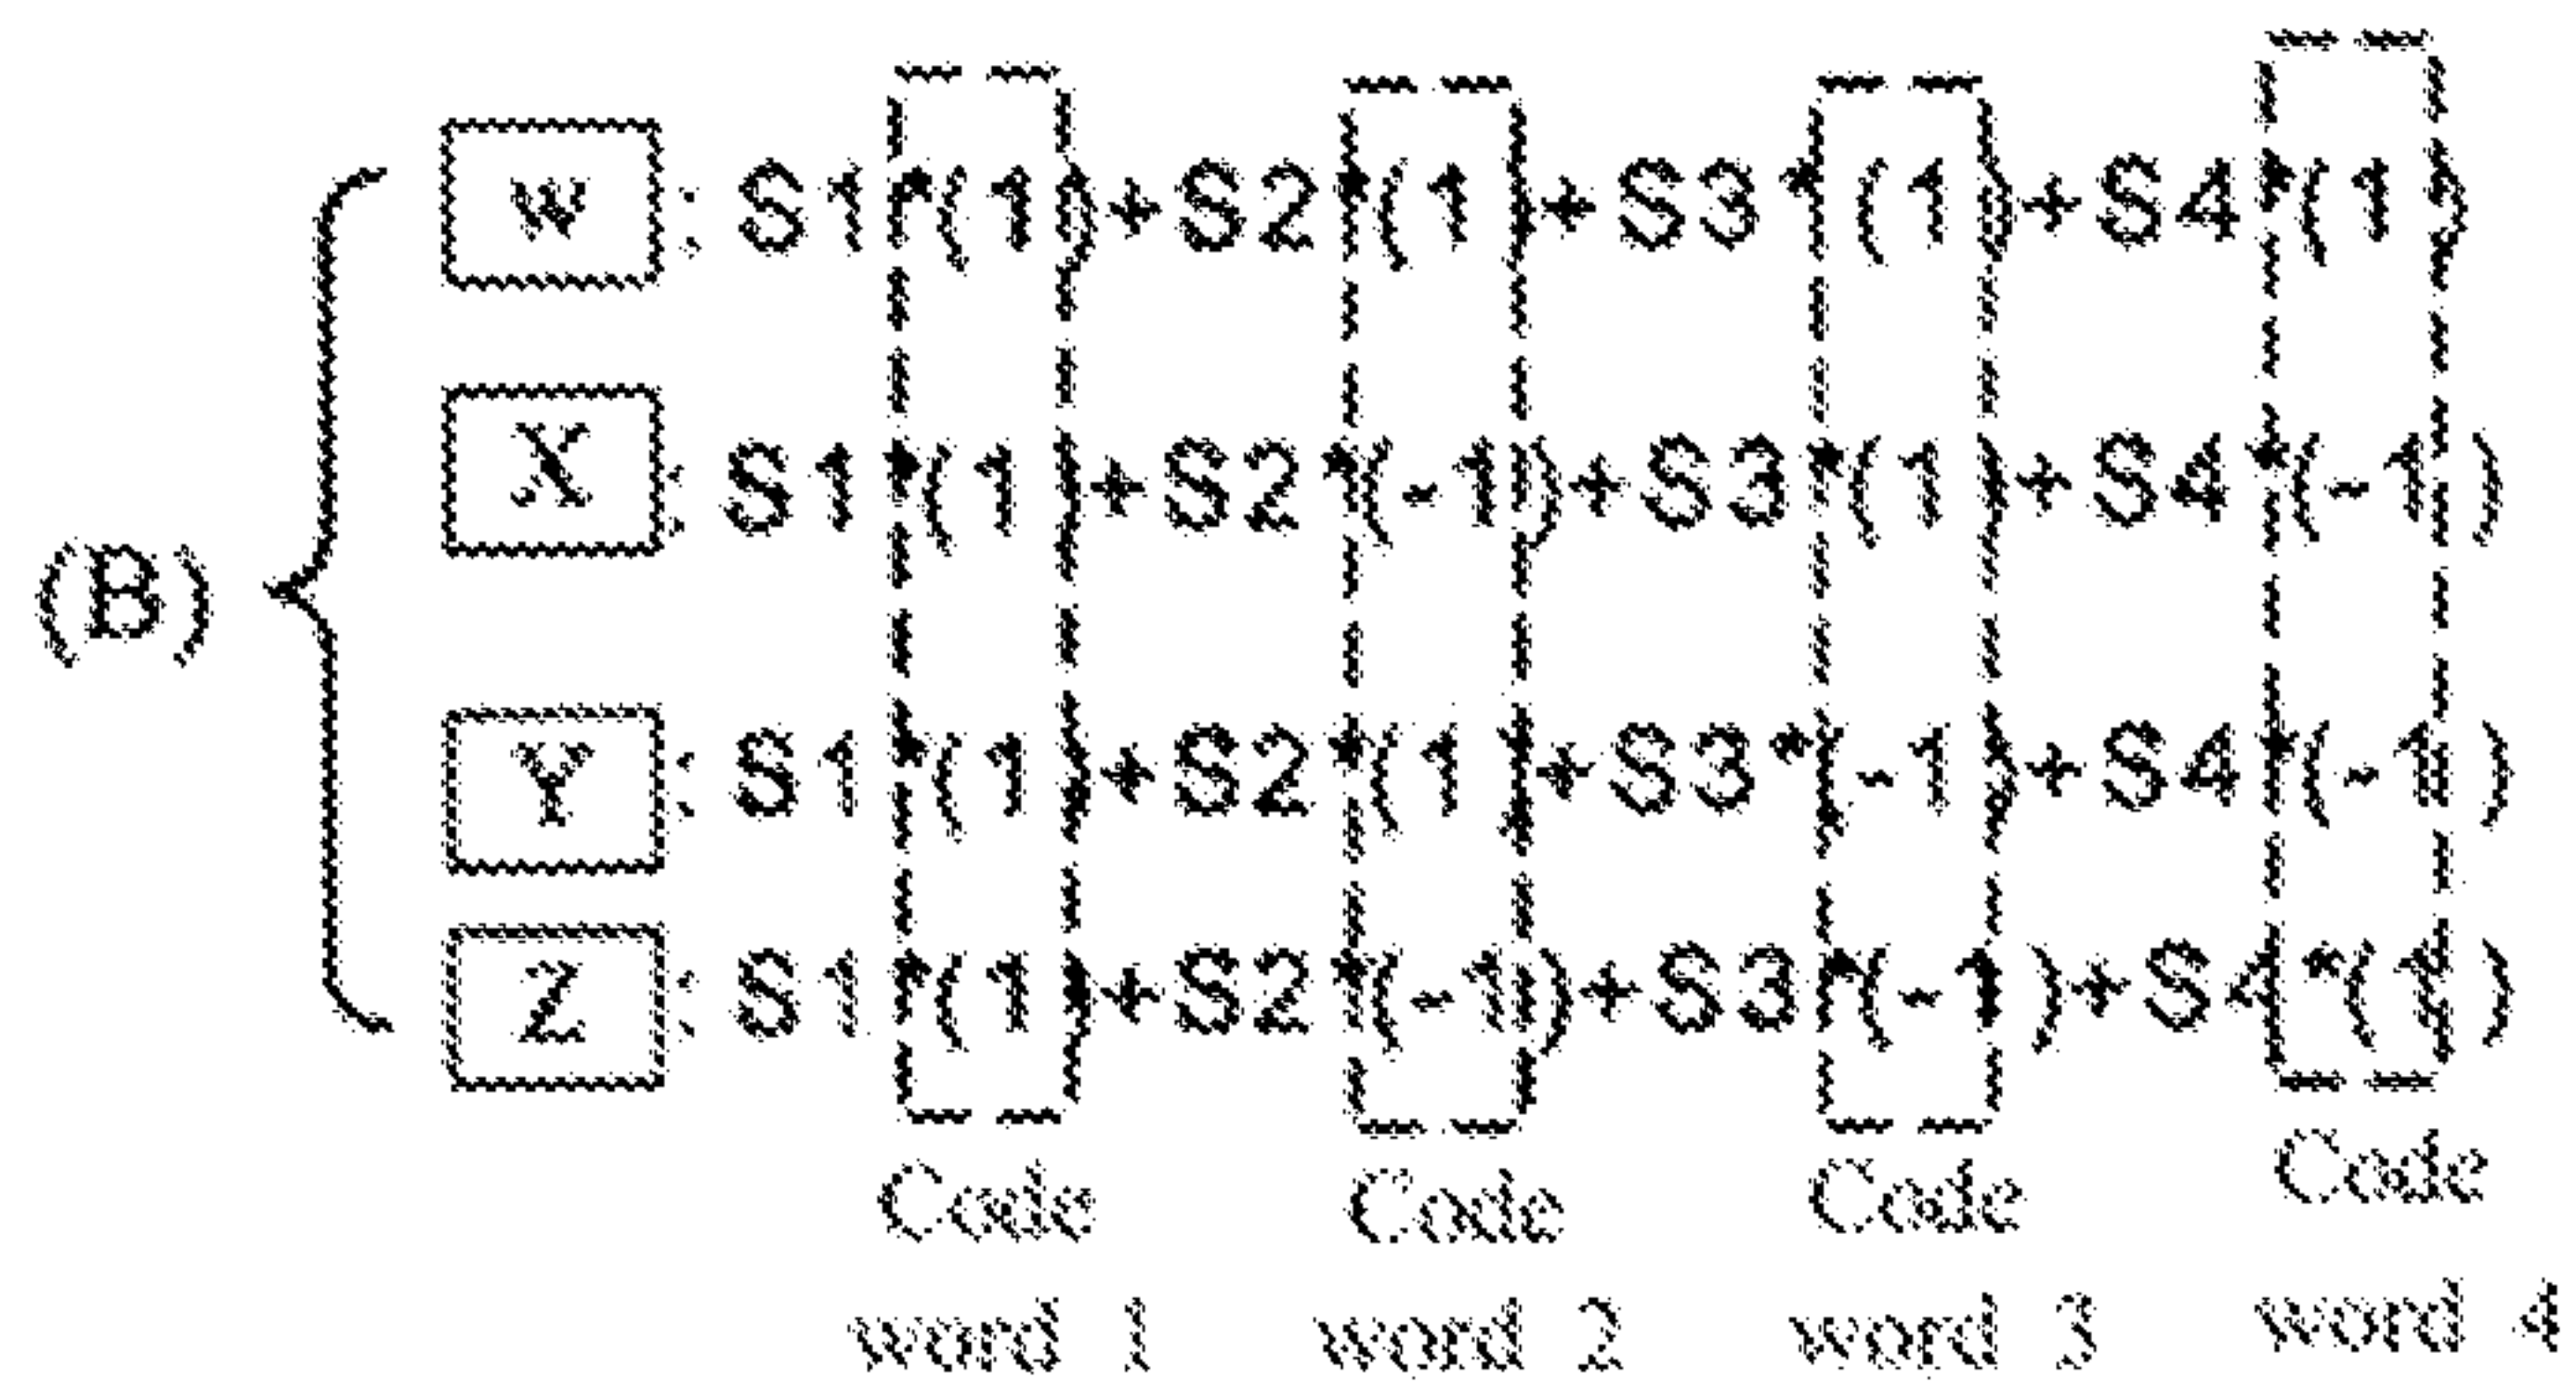 W : S1*(1)+S2*(1)+S3*(1)+S4*(1)
X : S1*(1)+S2*(-1)+S3*(1)+S4*(-1)
(B)
Y : S1*(1)+S2*(1)+S3*(-1)+S4*(-1)
Z : S1*(1)+S2*(-1)+S3*(-1)+S4*(1)
Code Code Code Code
word 1 word 2 word 3 word 4